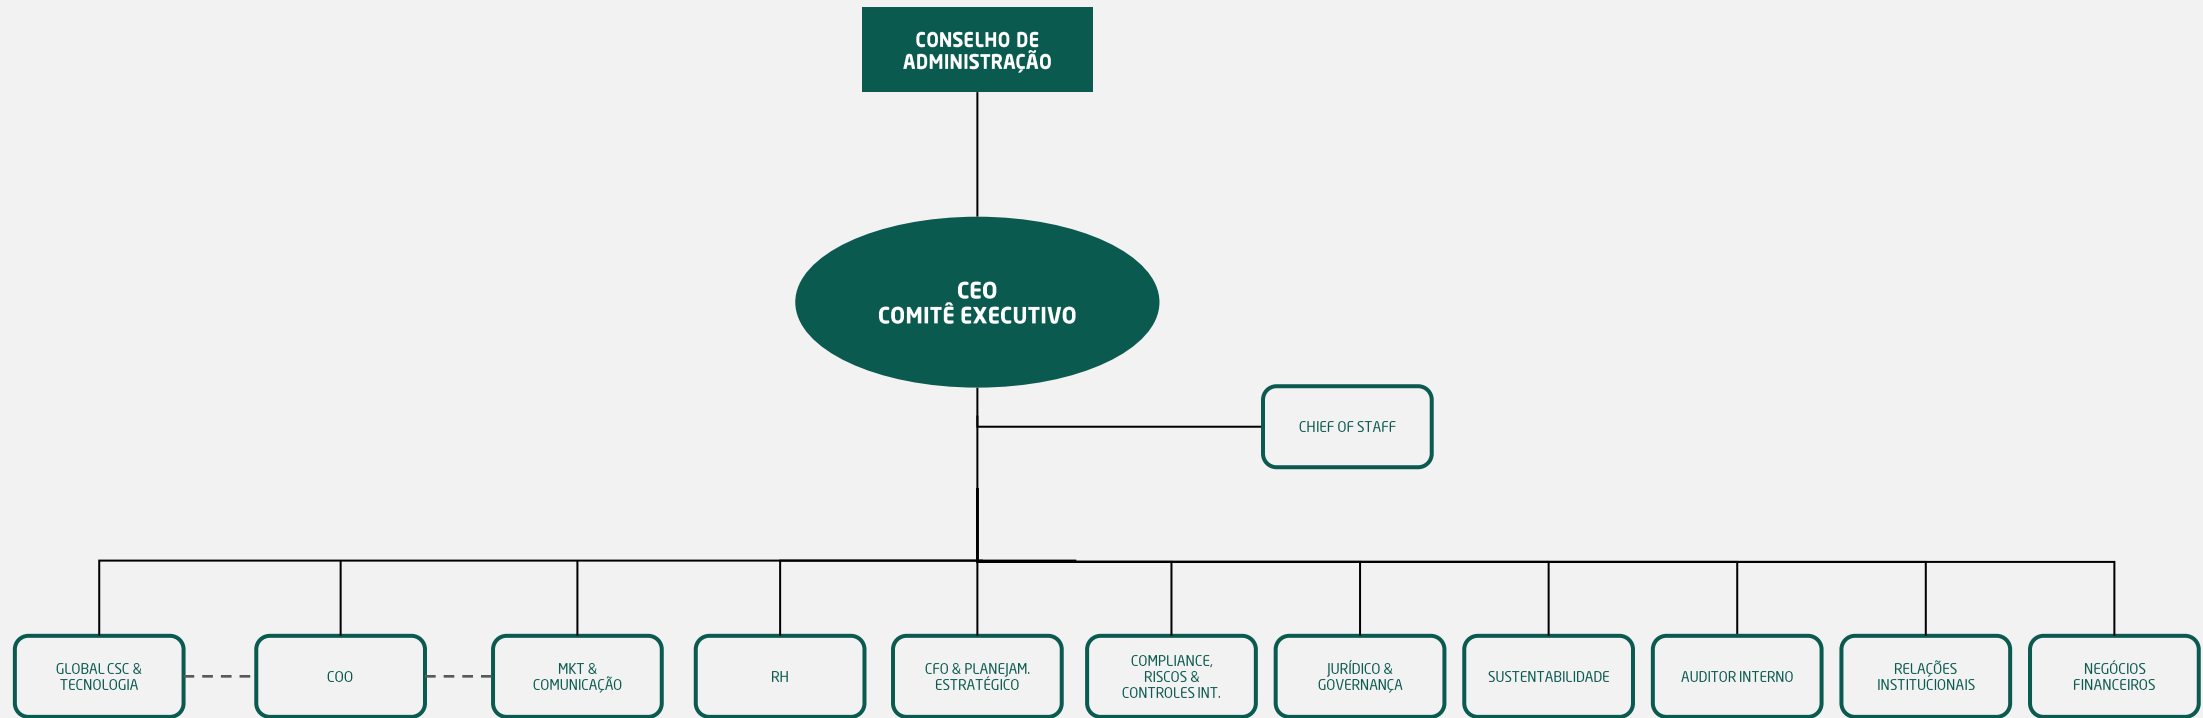 CONSELHO DE
ADMINISTRAÇÃO
CEO
COMITÊ EXECUTIVO
CHIEF OF STAFF
GLOBAL CSC &
TECNOLOGIA
COO
MKT &
COMUNICAÇÃO
RH
CFO & PLANEJAM.
ESTRATÉGICO
COMPLIANCE,
RISCOS &
CONTROLES INT.
JURÍDICO &
GOVERNANÇA
SUSTENTABILIDADE
AUDITOR INTERNO
RELAÇÕES
INSTITUCIONAIS
NEGÓCIOS
FINANCEIROS